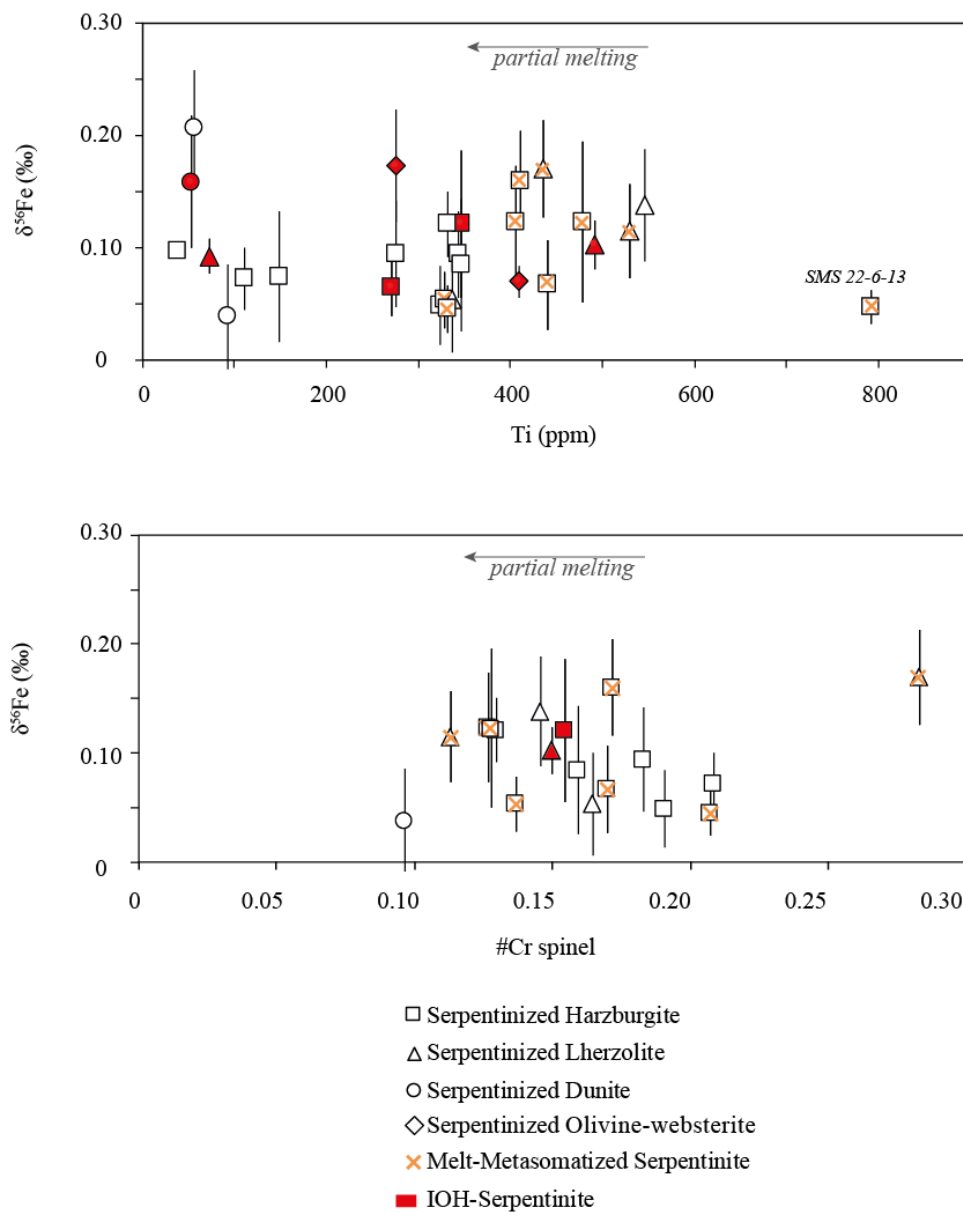 0.30
partial melting
0.20
δ⁵⁶Fe (‰)
0.10
SMS 22-6-13
0
0 200 400 600 800
Ti (ppm)
0.30
partial melting
0.20
δ⁵⁶Fe (‰)
0.10
0
0 0.05 0.10 0.15 0.20 0.25 0.30
#Cr spinel
Serpentinized Harzburgite
Serpentinized Lherzolite
Serpentinized Dunite
Serpentinized Olivine-websterite
Melt-Metasomatized Serpentinite
IOH-Serpentinite